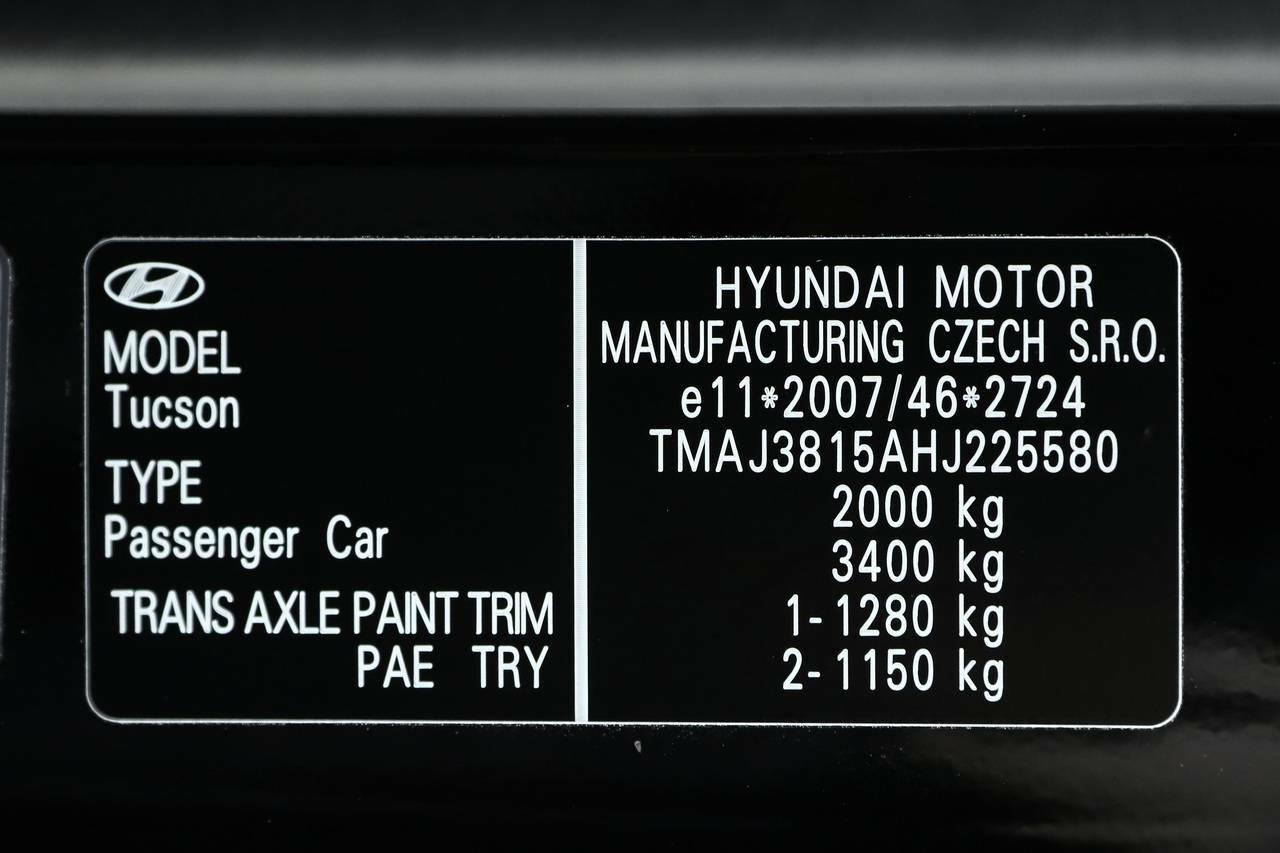 MODEL
Tucson
TYPE
Passenger Car
TRANS AXLE PAINT TRIM
PAE TRY
HYUNDAI MOTOR
MANUFACTURING CZECH S.R.O.
e11*2007/46*2724
TMAJ3815AHJ225580
2000 kg
3400 kg
1-1280 kg
2-1150 kg